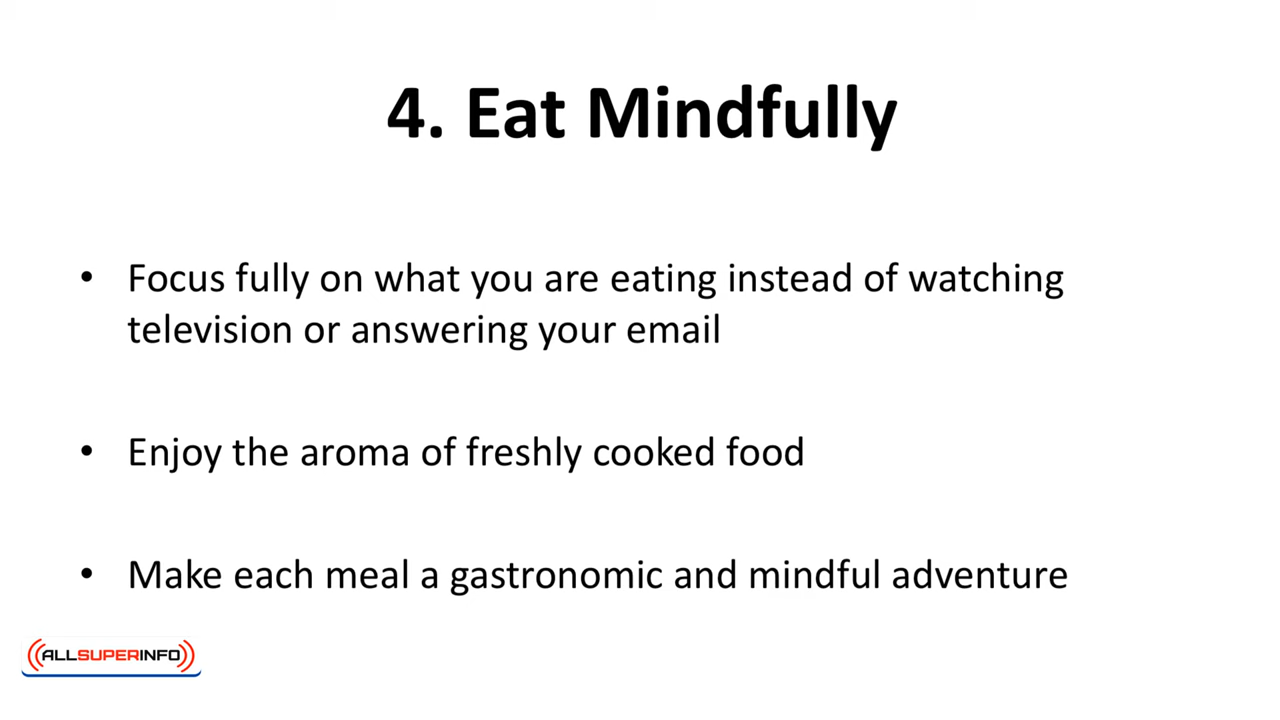 4. Eat Mindfully
• Focus fully on what you are eating instead of watching
television or answering your email
• Enjoy the aroma of freshly cooked food
• Make each meal a gastronomic and mindful adventure
((ALLSUPERINFO))